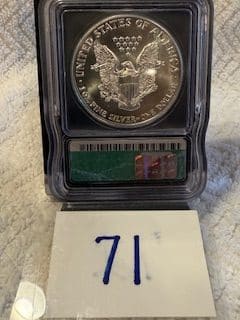 UNITED STATES OF AMERICA
1 OZ. FINE SILVER~ONE DOLLAR
71